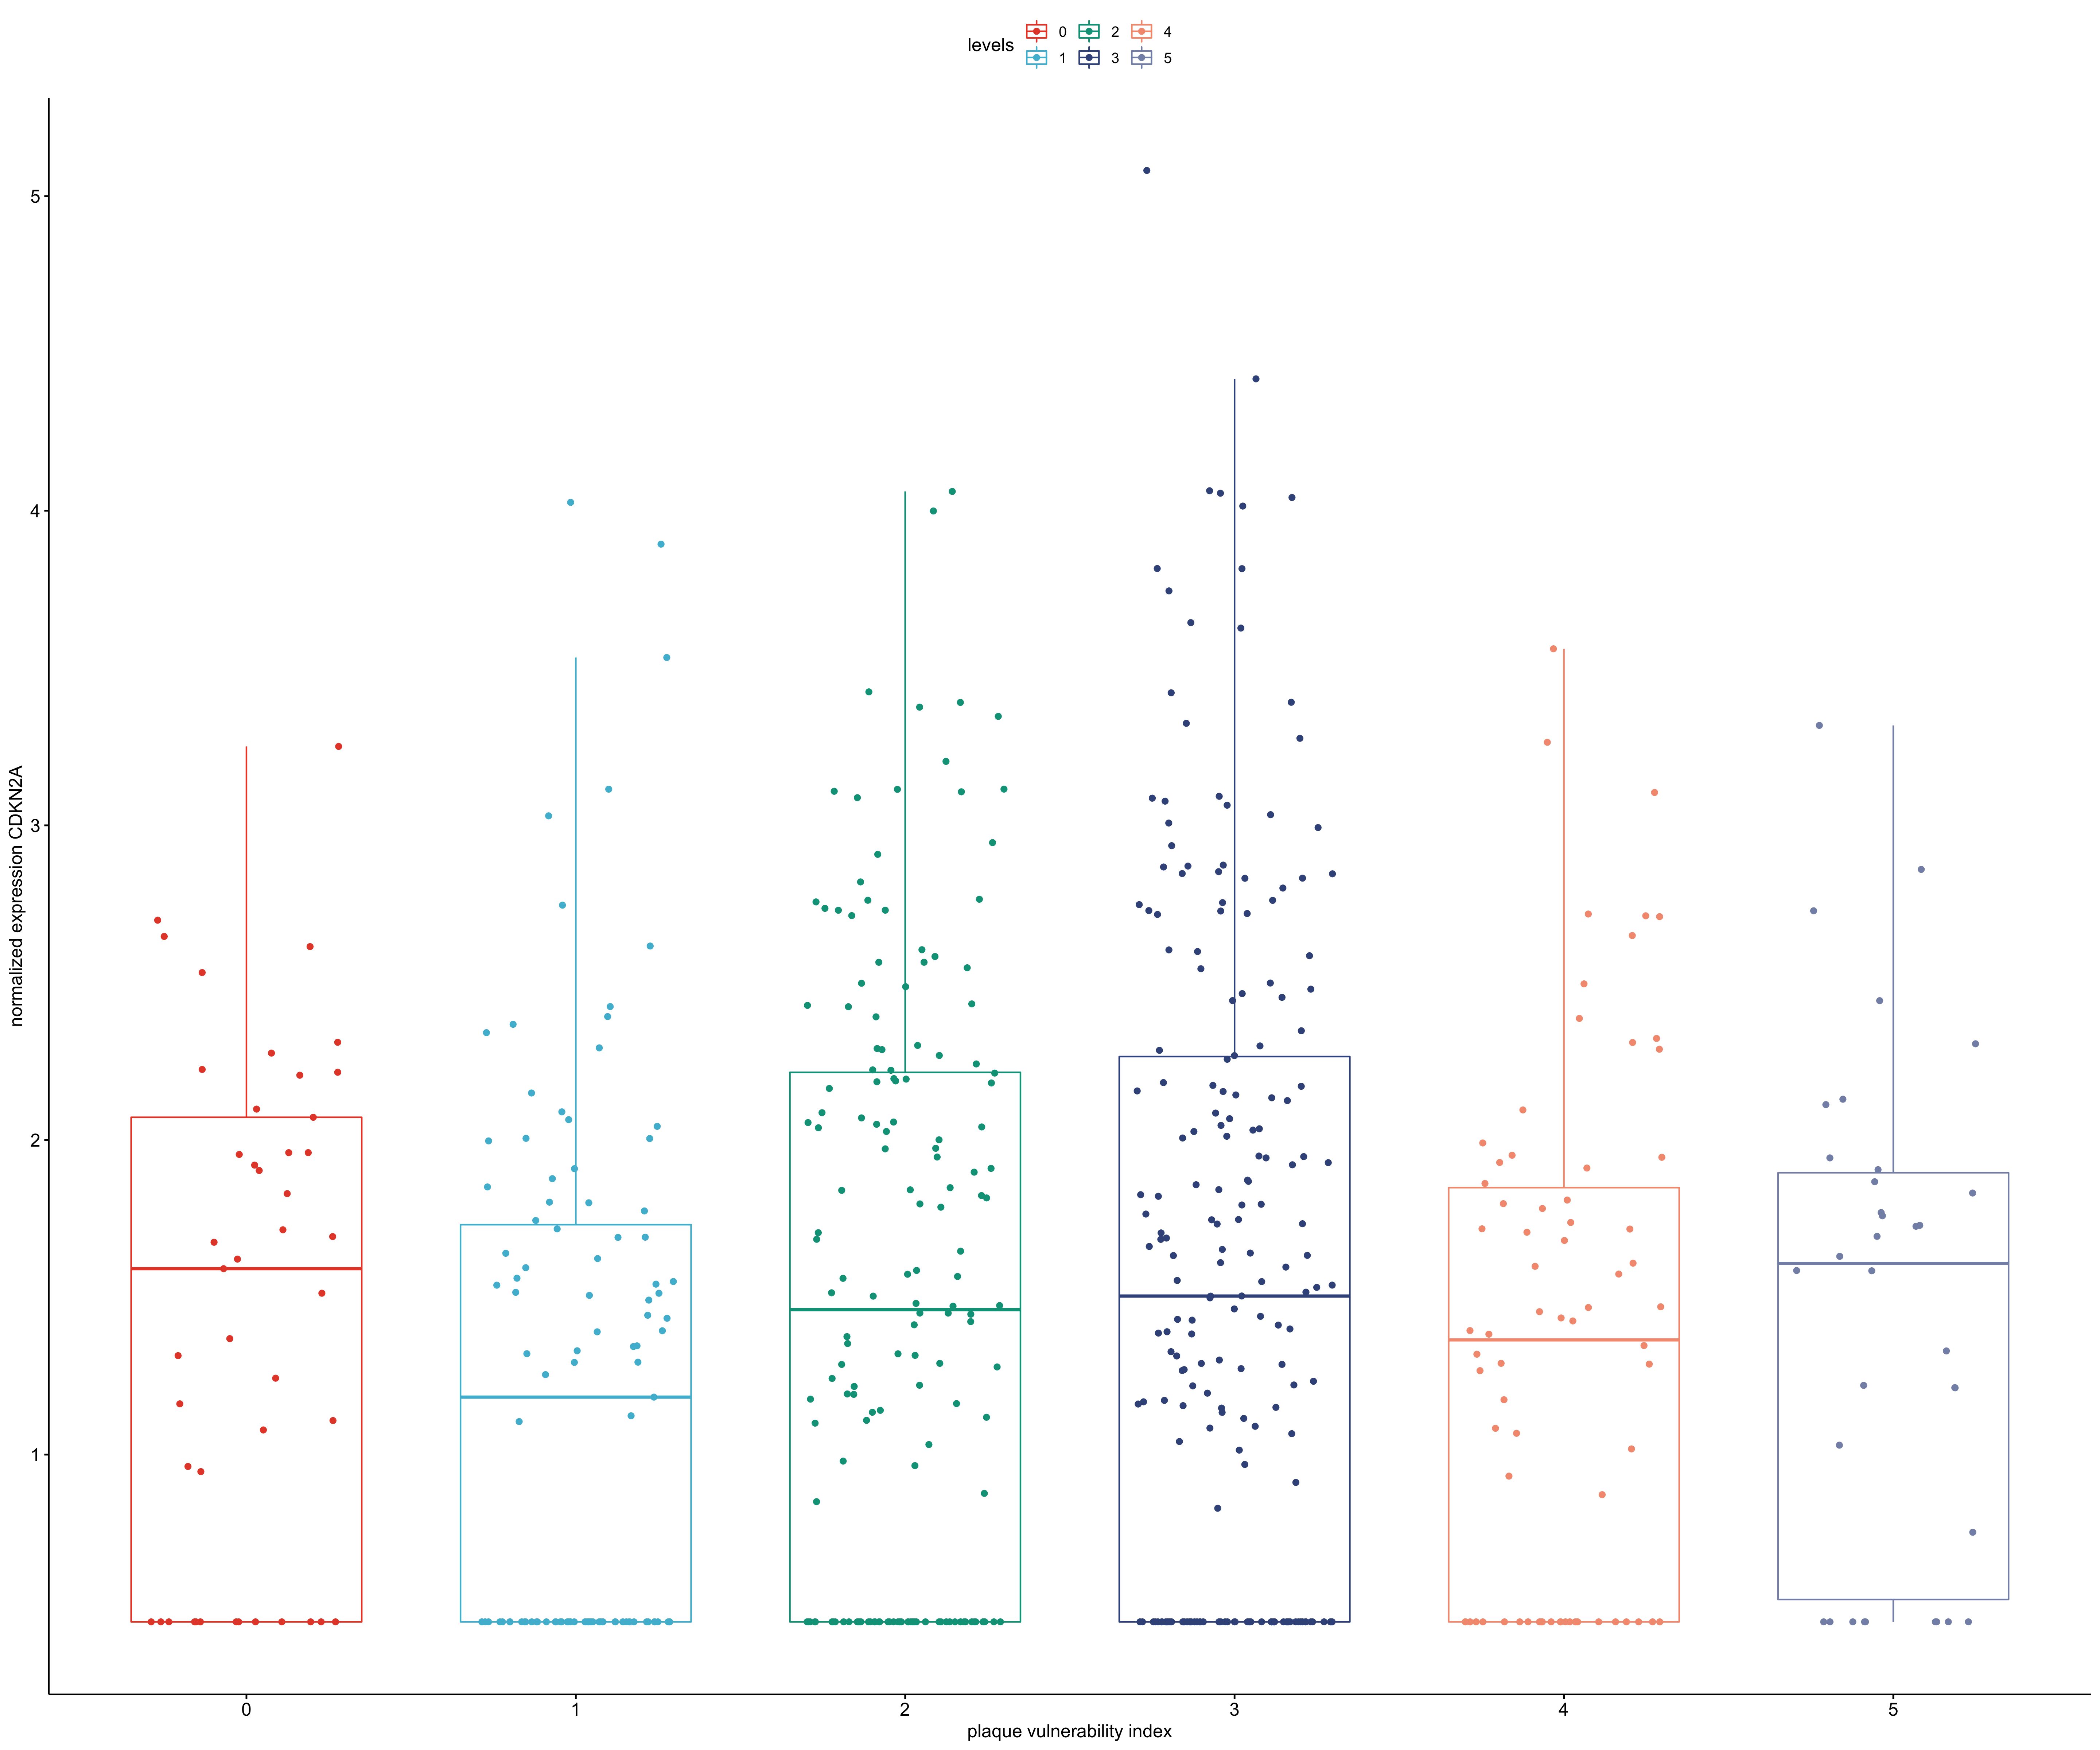 levels 0 2 4
1 3 5
normalized expression CDKN2A
5
4
3
2
1
0 1 2 3 4 5
plaque vulnerability index